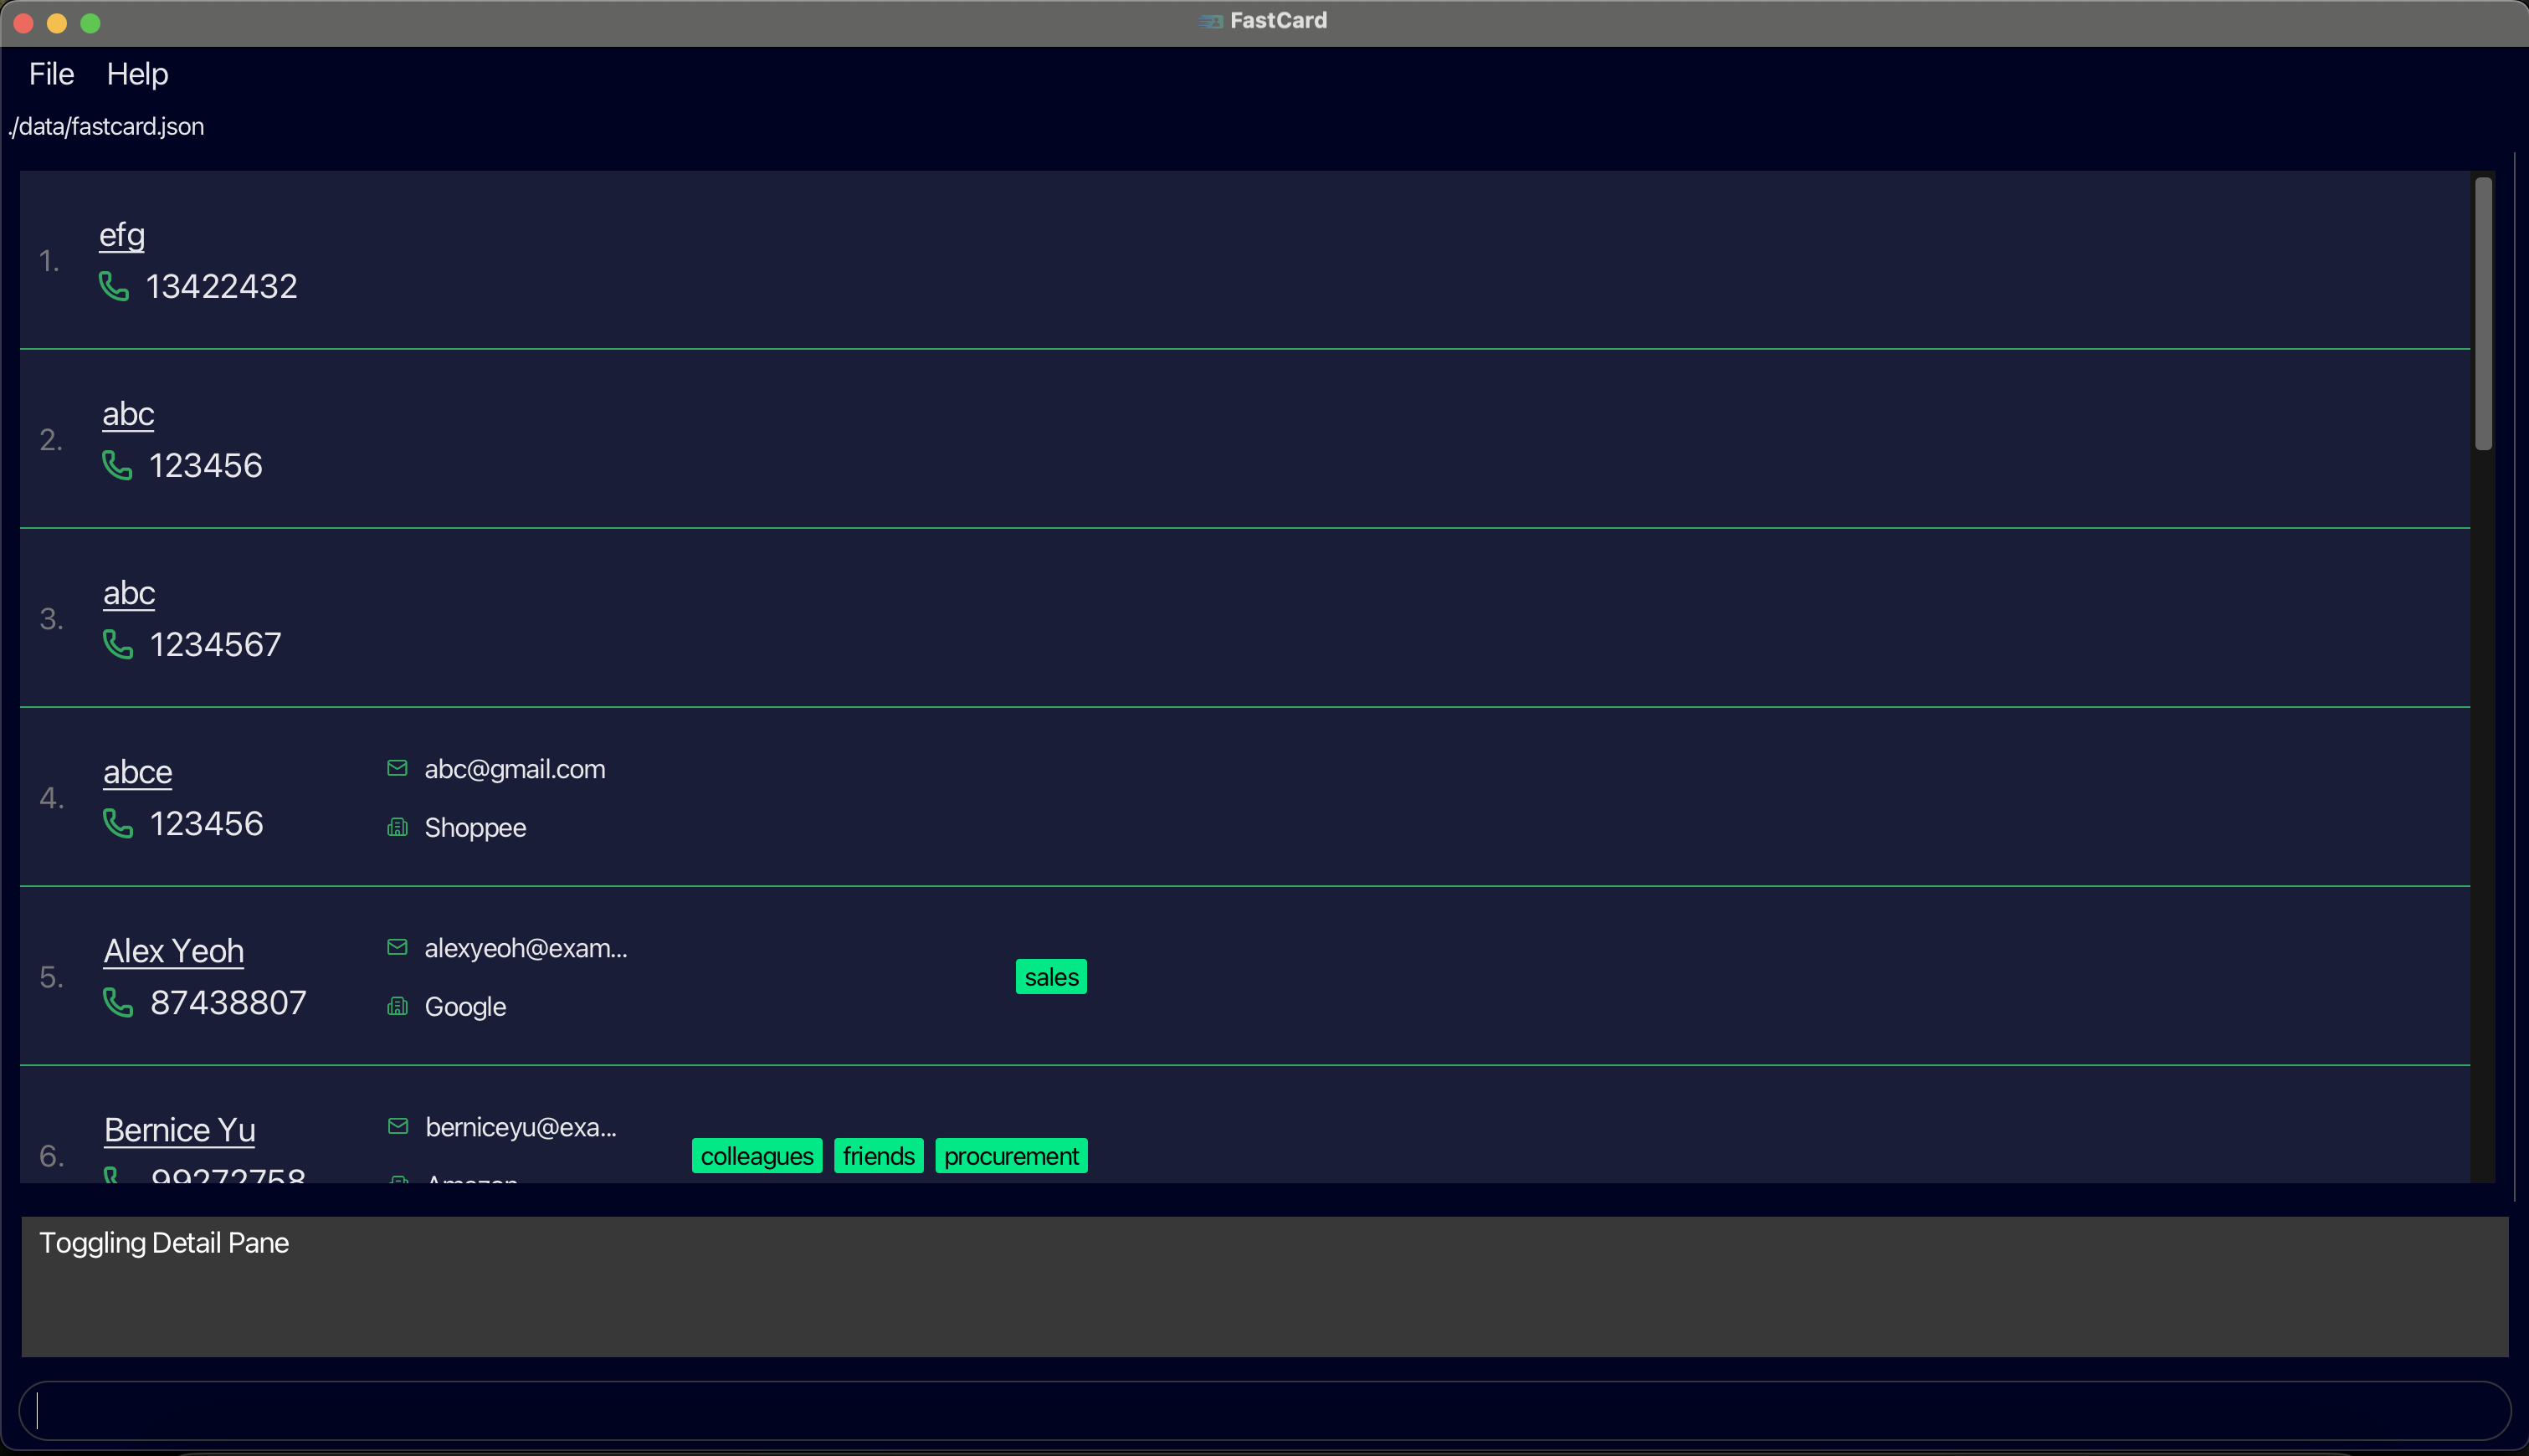 FastCard
File Help
./data/fastcard.json
1. efg
13422432
2. abc
123456
3. abc
1234567
4. abce
123456
abc@gmail.com
Shoppee
5. Alex Yeoh
87438807
alexyeoh@exam...
Google
sales
6. Bernice Yu
99272758
berniceyu@exa...
Amazon
colleagues friends procurement
Toggling Detail Pane